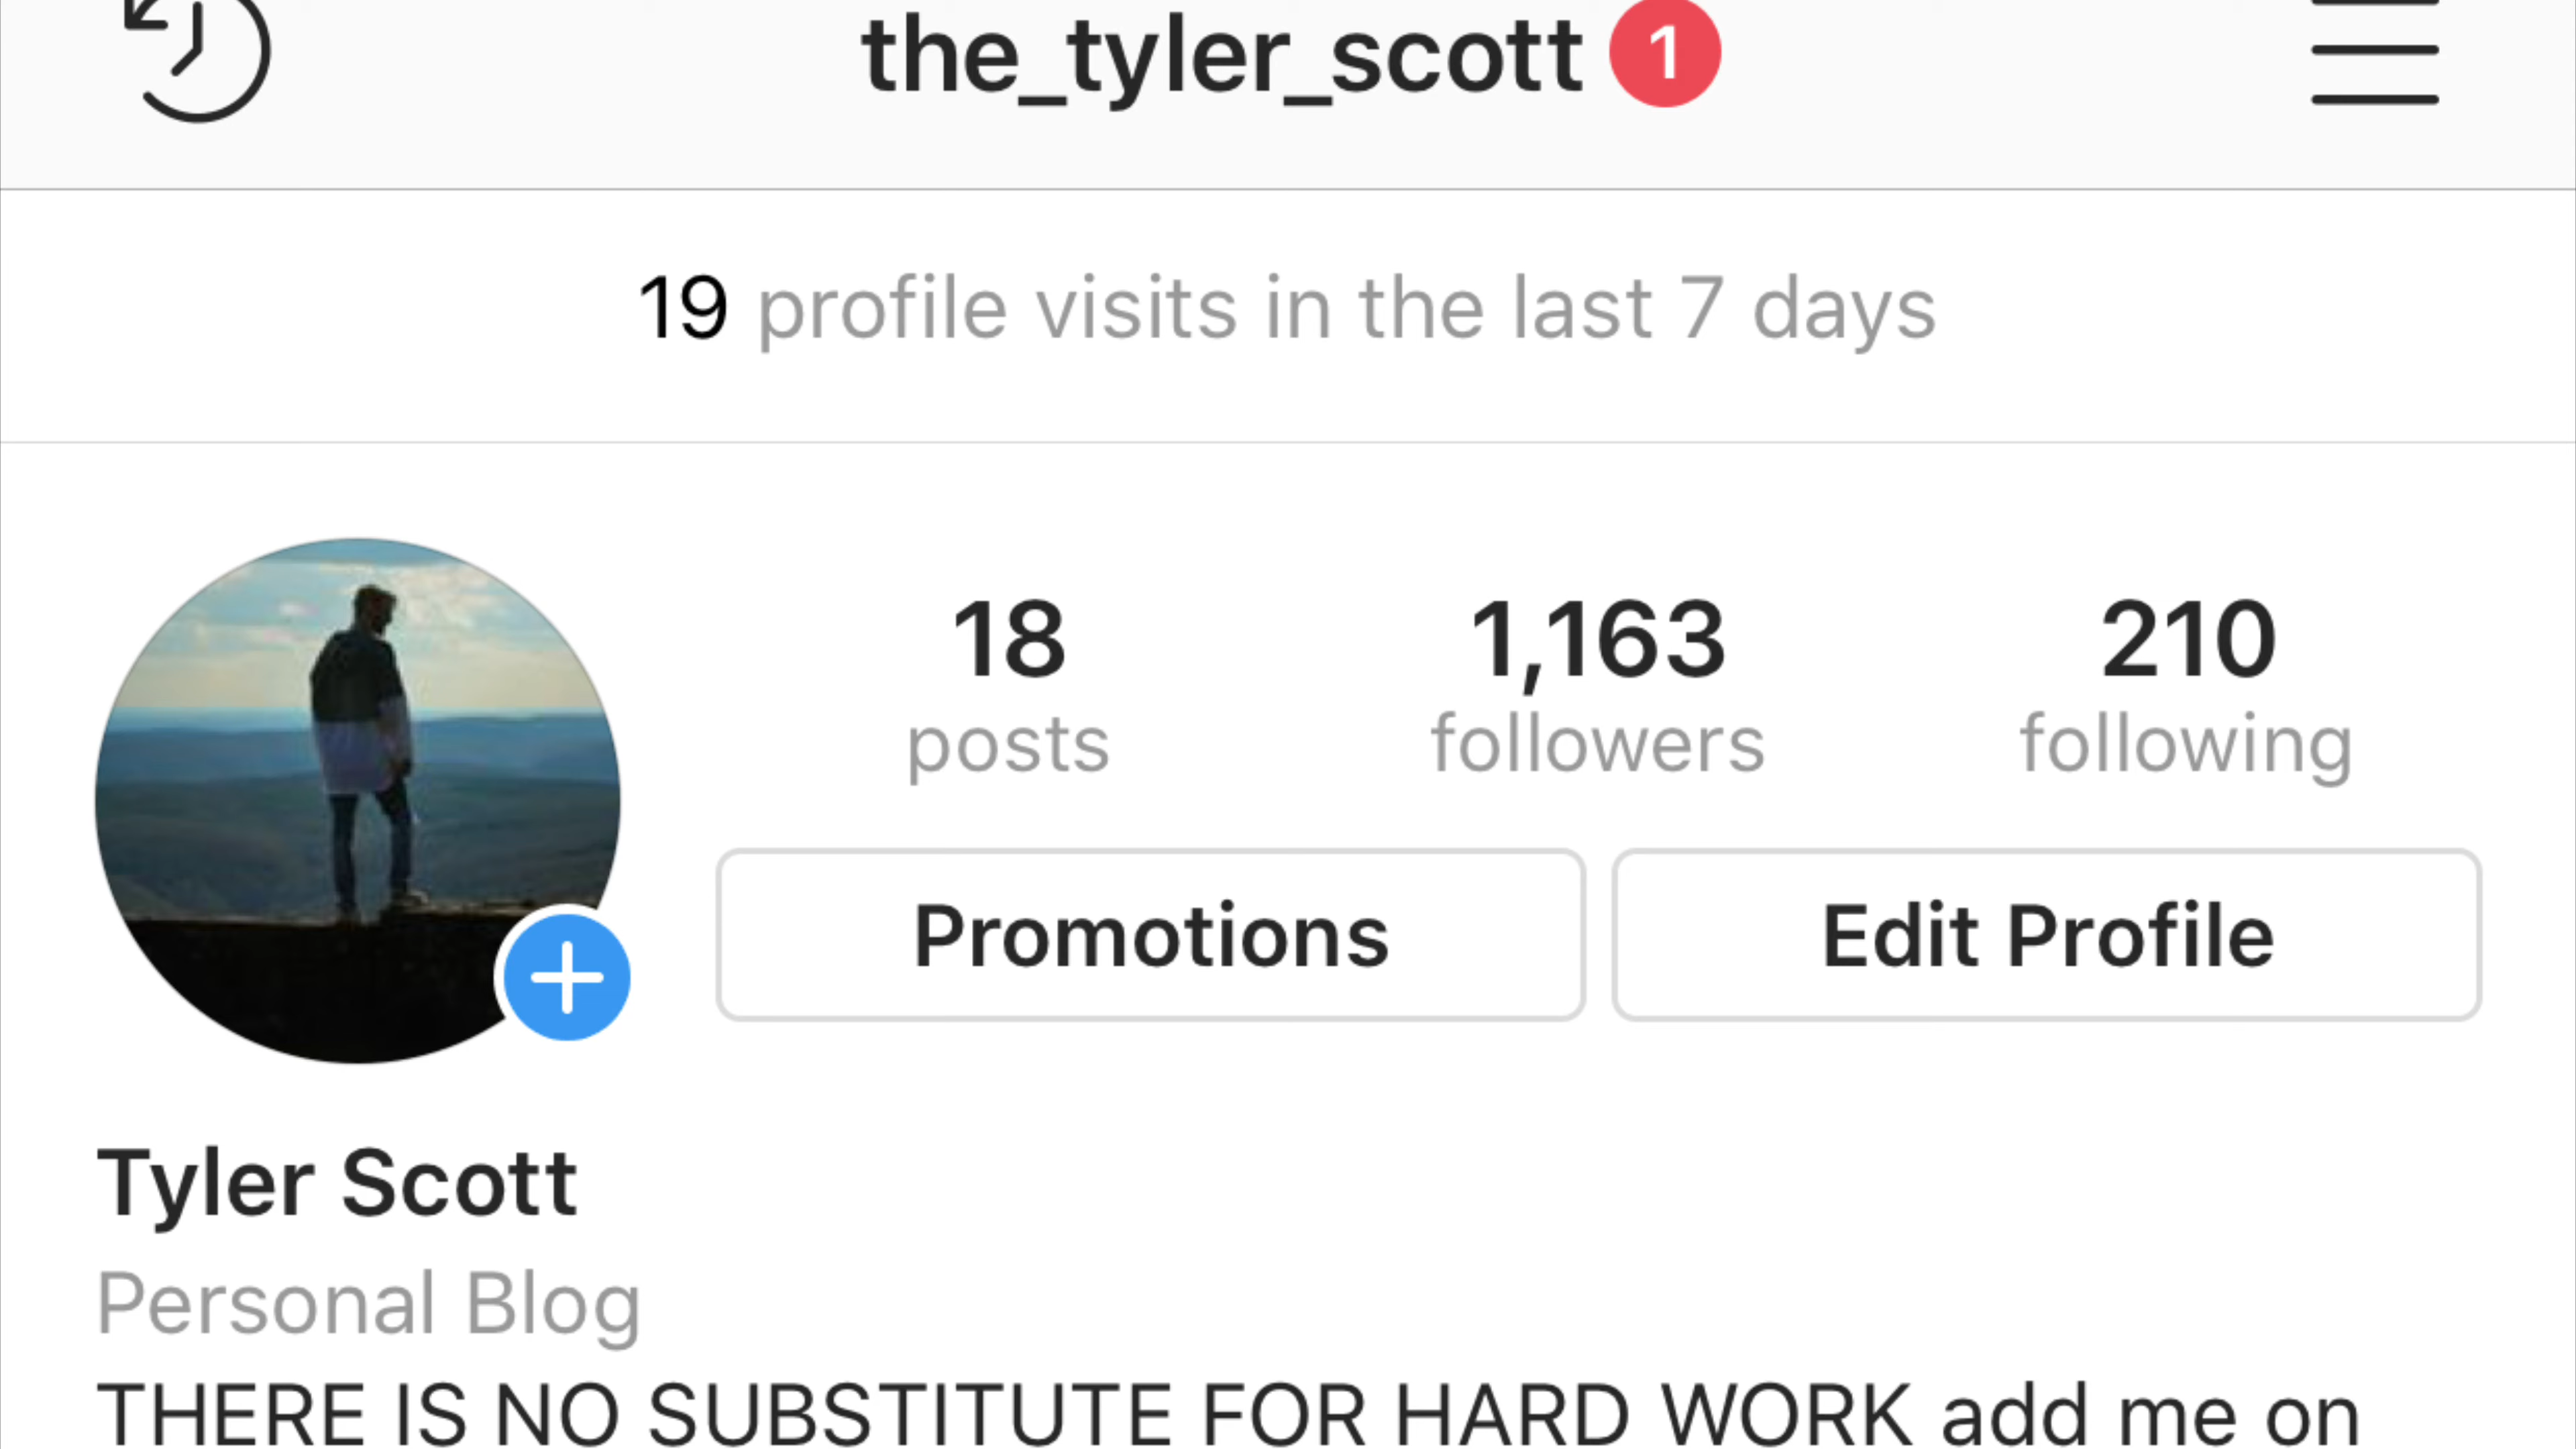 the_tyler_scott 1
19 profile visits in the last 7 days
18 1,163 210
posts followers following
Promotions Edit Profile
Tyler Scott
Personal Blog
THERE IS NO SUBSTITUTE FOR HARD WORK add me on